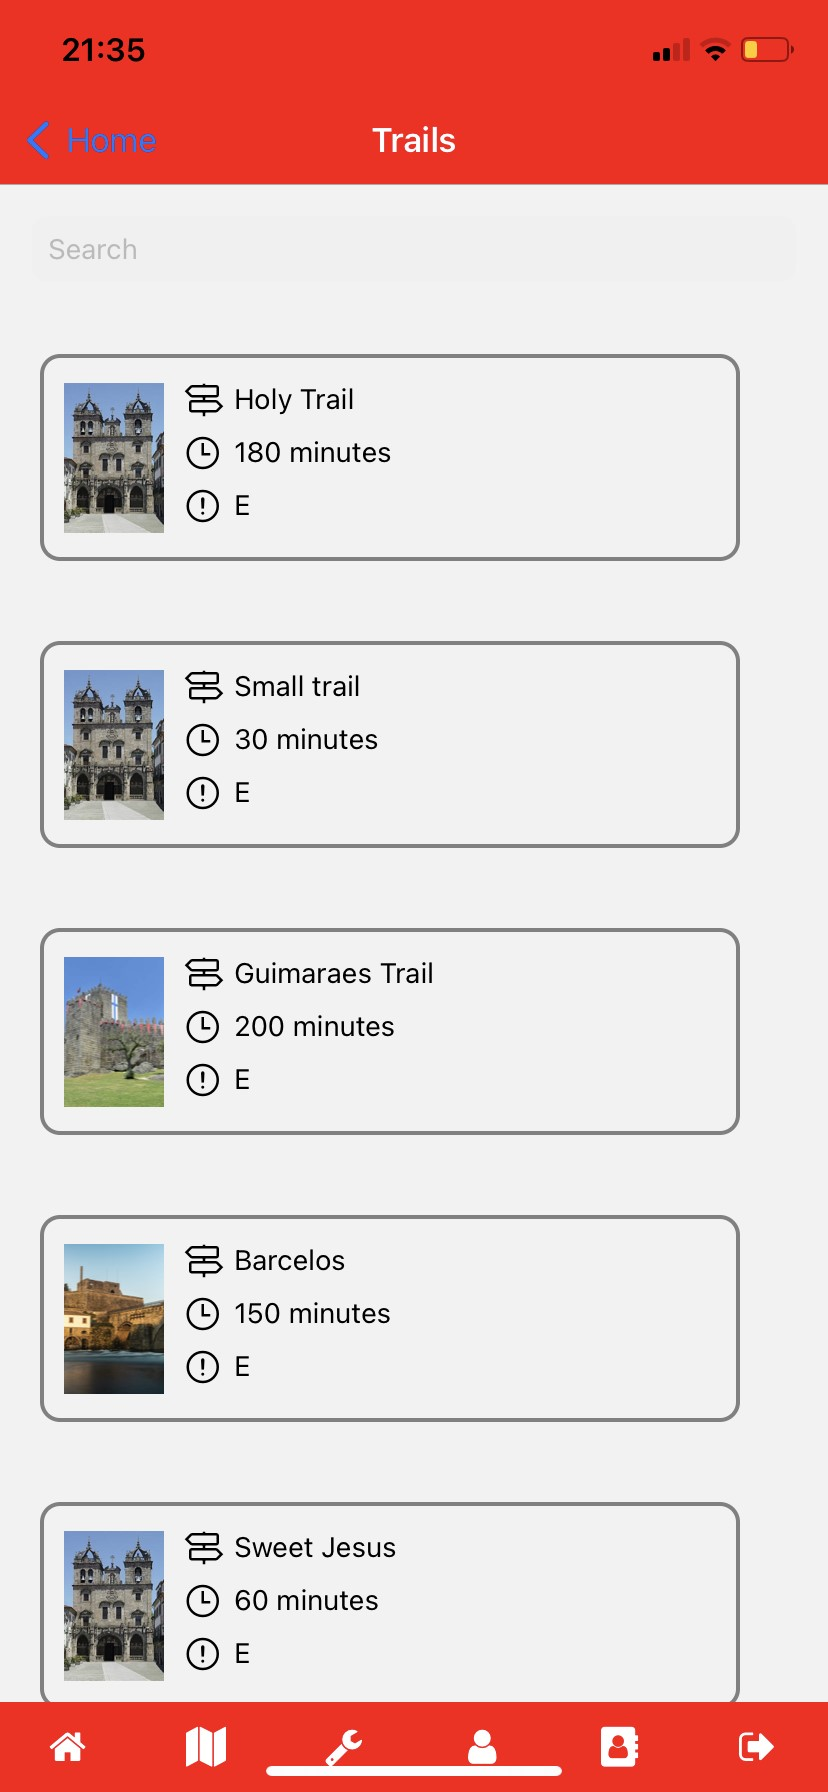 21:35
Home
Trails
Search
Holy Trail
180 minutes
E
Small trail
30 minutes
E
Guimaraes Trail
200 minutes
E
Barcelos
150 minutes
E
Sweet Jesus
60 minutes
E